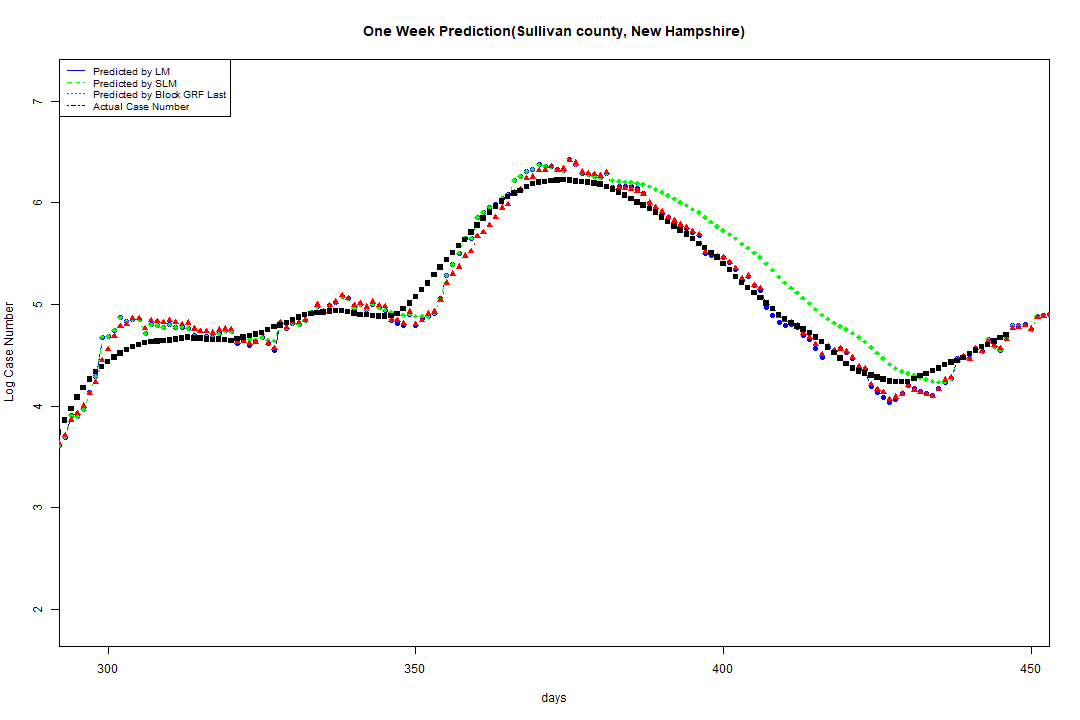 One Week Prediction(Sullivan county, New Hampshire)
Predicted by LM
Predicted by SLM
Predicted by Block GRF Last
Actual Case Number
7
6
5
4
3
2
Log Case Number
300
350
400
450
days